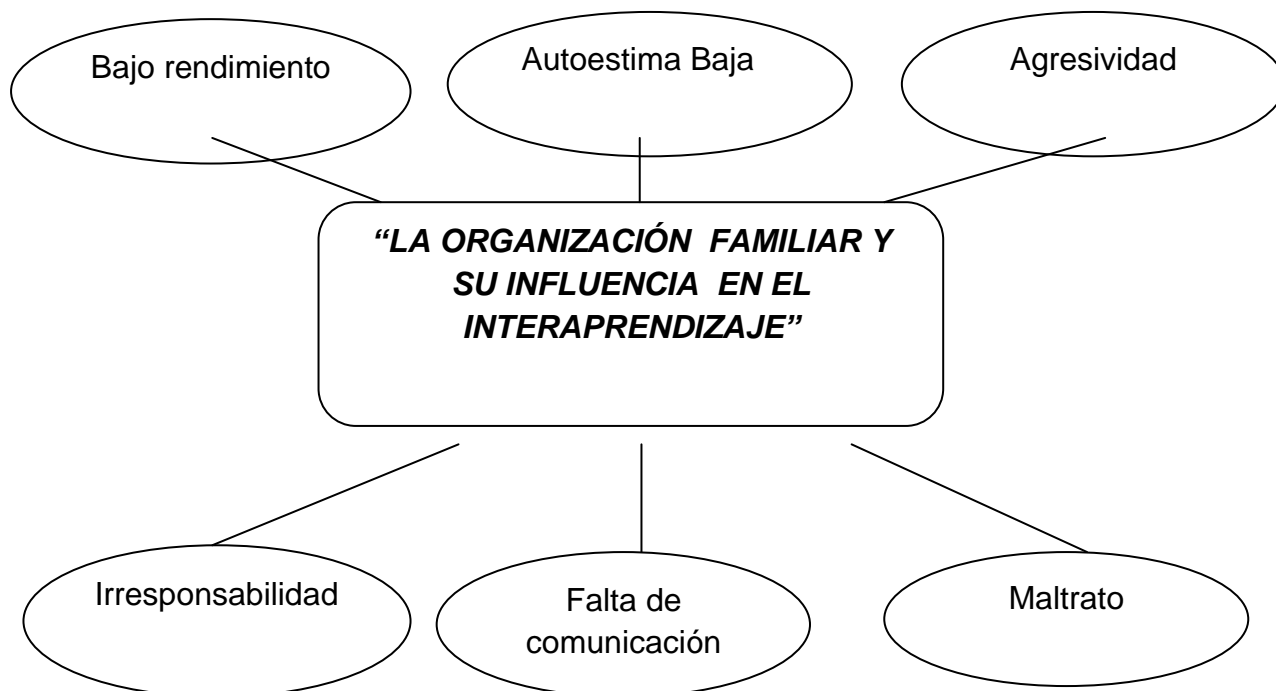 Bajo rendimiento
Autoestima Baja
Agresividad
“LA ORGANIZACIÓN FAMILIAR Y
SU INFLUENCIA EN EL
INTERAPRENDIZAJE”
Irresponsabilidad
Falta de
comunicación
Maltrato